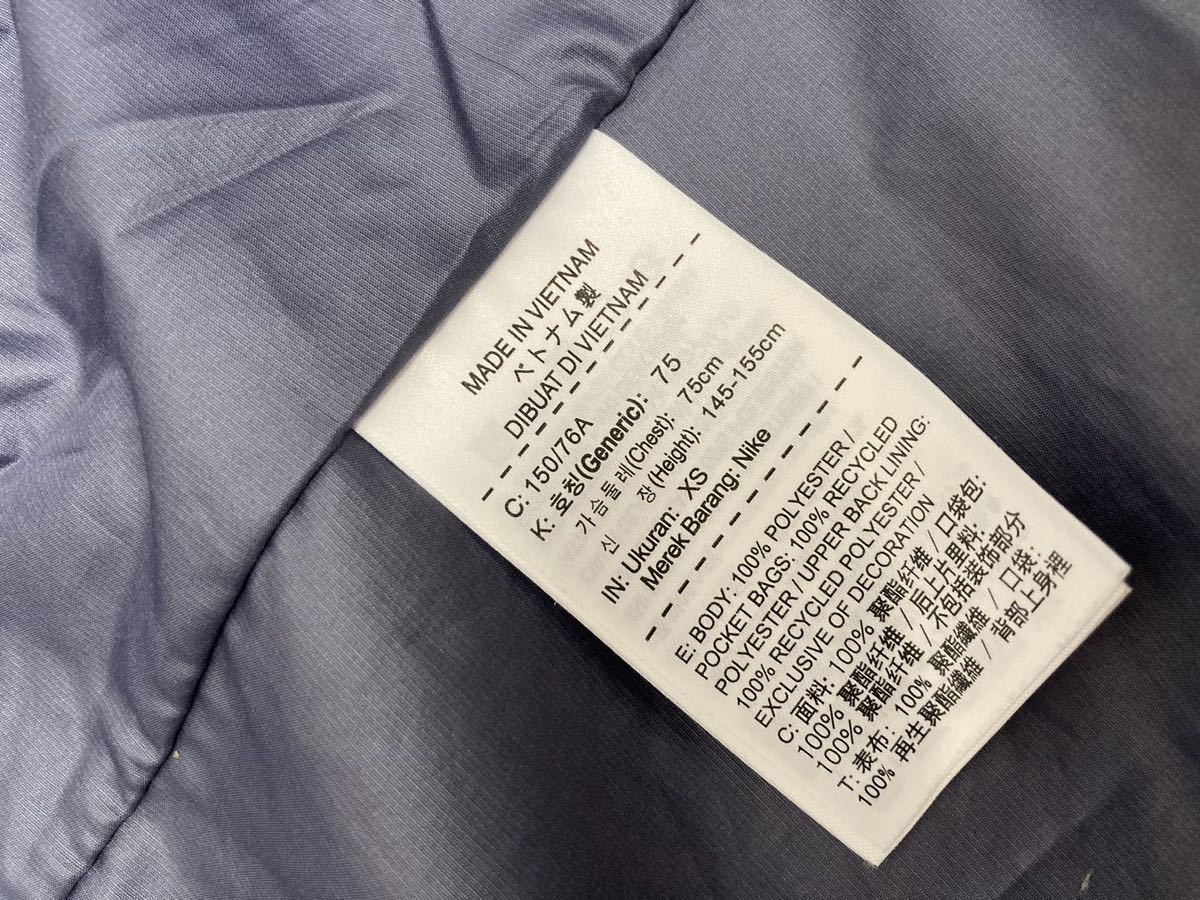 MADE IN VIETNAM
ベトナム製
DIBUAT DI VIETNAM
C: 150/76A
K: 호칭(Generic): 75
가슴둘레(Chest): 75cm
신 장(Height): 145-155cm
IN: Ukuran: XS
Merek Barang: Nike
E: BODY: 100% POLYESTER /
POCKET BAGS: 100% RECYCLED
POLYESTER / UPPER BACK LINING:
100% RECYCLED POLYESTER /
EXCLUSIVE OF DECORATION
C: 面料: 100% 聚酯纤维 / 口袋包:
100% 聚酯纤维 / 后上片里料:
100% 聚酯纤维 / 不包括装饰部分
T: 表布: 100% 聚酯纖維 / 口袋:
100% 再生聚酯纖維 / 背部上身裡